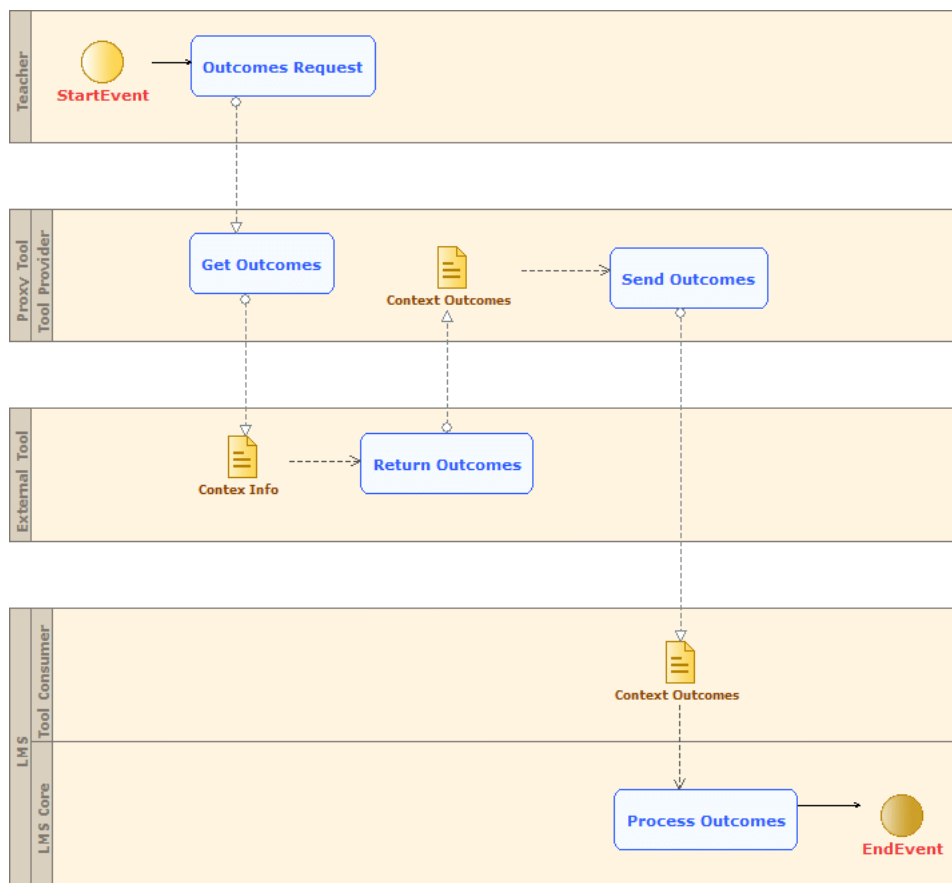 Teacher
StartEvent
Outcomes Request
Proxy Tool
Tool Provider
Get Outcomes
Context Outcomes
Send Outcomes
External Tool
Contex Info
Return Outcomes
LMS
Tool Consumer
Context Outcomes
LMS Core
Process Outcomes
EndEvent